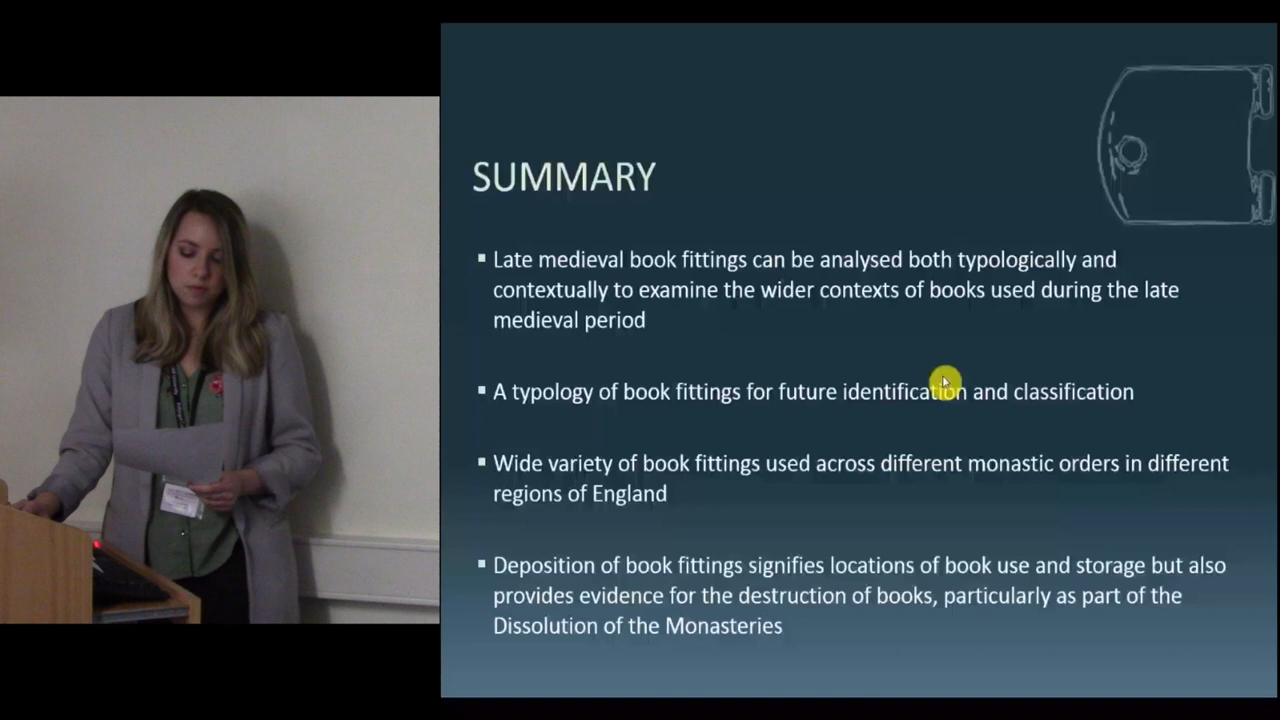 SUMMARY
▪ Late medieval book fittings can be analysed both typologically and
contextually to examine the wider contexts of books used during the late
medieval period
▪ A typology of book fittings for future identification and classification
▪ Wide variety of book fittings used across different monastic orders in different
regions of England
▪ Deposition of book fittings signifies locations of book use and storage but also
provides evidence for the destruction of books, particularly as part of the
Dissolution of the Monasteries